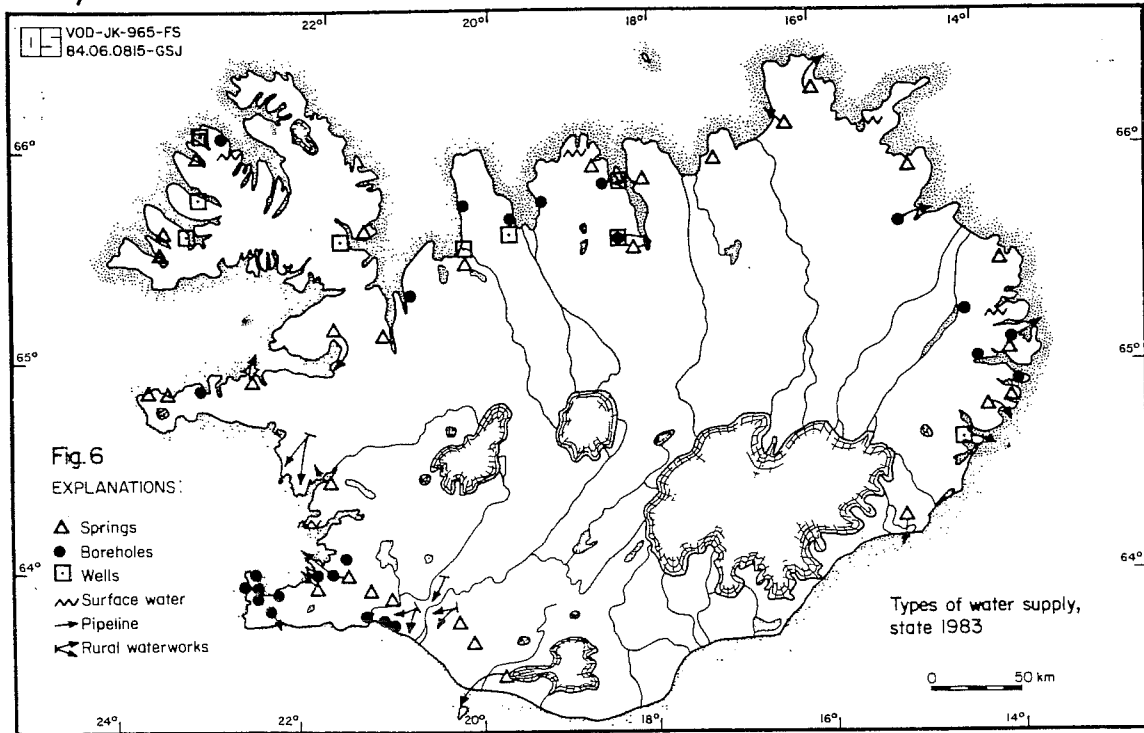 OS VOD-JK-965-FS
84.06.0815-GSJ
22° 20° 18° 16° 14°
66° 66°
65° 65°
64° 64°
Fig. 6
EXPLANATIONS:
Springs
Boreholes
Wells
Surface water
Pipeline
Rural waterworks
Types of water supply,
state 1983
0 50 km
24° 22° 20° 18° 16° 14°